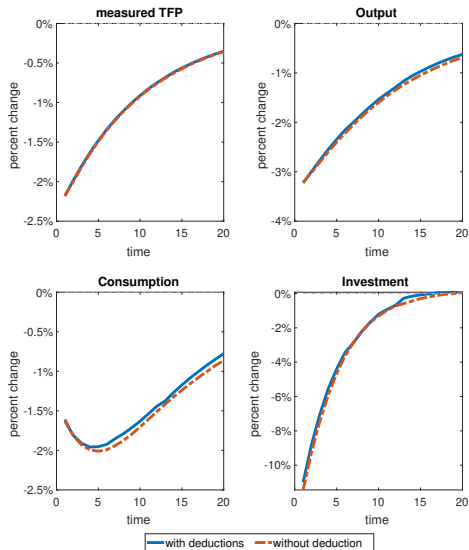 measured TFP
0%
-0.5%
-1%
-1.5%
-2%
-2.5%
percent change
0 5 10 15 20
time
Output
0%
-1%
-2%
-3%
-4%
percent change
0 5 10 15 20
time
Consumption
0%
-0.5%
-1%
-1.5%
-2%
-2.5%
percent change
0 5 10 15 20
time
Investment
0%
-2%
-4%
-6%
-8%
-10%
percent change
0 5 10 15 20
time
with deductions without deduction